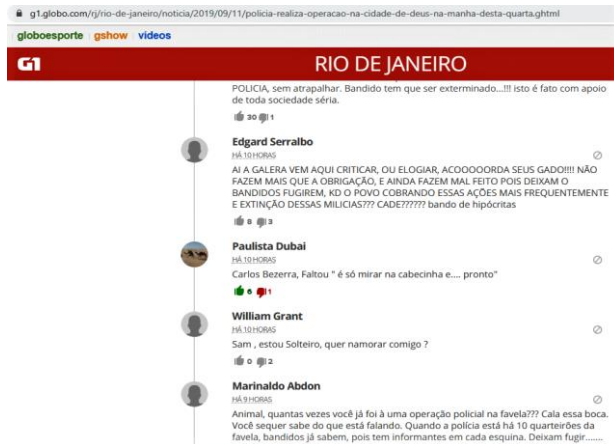 g1.globo.com/rj/rio-de-janeiro/noticia/2019/09/11/policia-realiza-operacao-na-cidade-de-deus-na-manha-desta-quarta.ghtml
globoesporte gshow vídeos
G1 RIO DE JANEIRO
POLICIA, sem atrapalhar. Bandido tem que ser exterminado...!!! isto é fato com apoio
de toda sociedade séria.
30 1
Edgard Serralbo
HÁ 10 HORAS
AI A GALERA VEM AQUI CRITICAR, OU ELOGIAR, ACOOOOORDA SEUS GADO!!!! NÃO
FAZEM MAIS QUE A OBRIGAÇÃO, E AINDA FAZEM MAL FEITO POIS DEIXAM O
BANDIDOS FUGIREM, KD O POVO COBRANDO ESSAS AÇÕES MAIS FREQUENTEMENTE
E EXTINÇÃO DESSAS MILICIAS??? CADE?????? bando de hipócritas
8 3
Paulista Dubai
HÁ 10 HORAS
Carlos Bezerra, Faltou " é só mirar na cabecinha e.... pronto"
6 1
William Grant
HÁ 10 HORAS
Sam , estou Solteiro, quer namorar comigo ?
0 2
Marinaldo Abdon
HÁ 9 HORAS
Animal, quantas vezes você já foi à uma operação policial na favela??? Cala essa boca.
Você sequer sabe do que está falando. Quando a polícia está há 10 quarteirões da
favela, bandidos já sabem, pois tem informantes em cada esquina. Deixam fugir.......